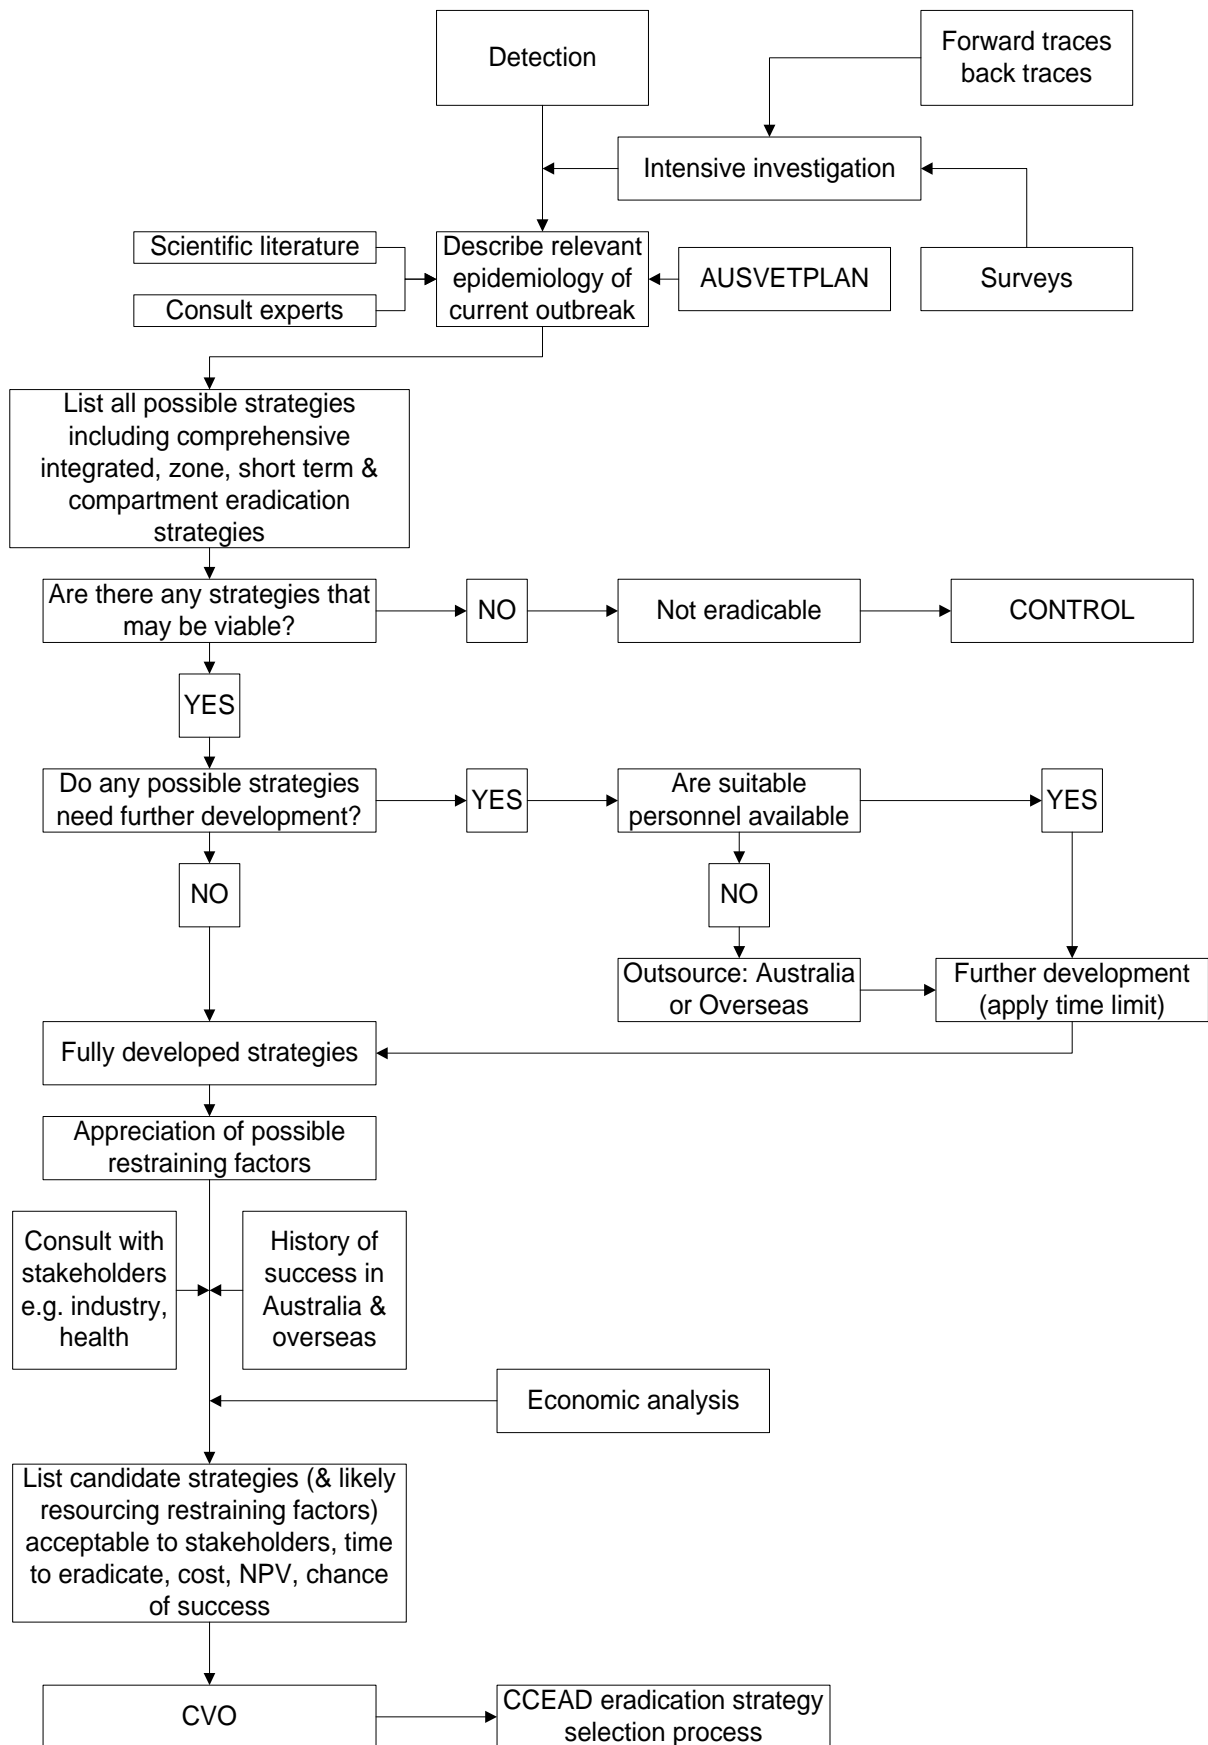 Detection
Forward traces
back traces
Intensive investigation
Scientific literature
Consult experts
Describe relevant
epidemiology of
current outbreak
AUSVETPLAN
Surveys
List all possible strategies
including comprehensive
integrated, zone, short term &
compartment eradication
strategies
Are there any strategies that
may be viable?
NO
Not eradicable
CONTROL
YES
Do any possible strategies
need further development?
YES
Are suitable
personnel available
YES
NO
NO
Outsource: Australia
or Overseas
Further development
(apply time limit)
Fully developed strategies
Appreciation of possible
restraining factors
Consult with
stakeholders
e.g. industry,
health
History of
success in
Australia &
overseas
Economic analysis
List candidate strategies (& likely
resourcing restraining factors)
acceptable to stakeholders, time
to eradicate, cost, NPV, chance
of success
CVO
CCEAD eradication strategy
selection process